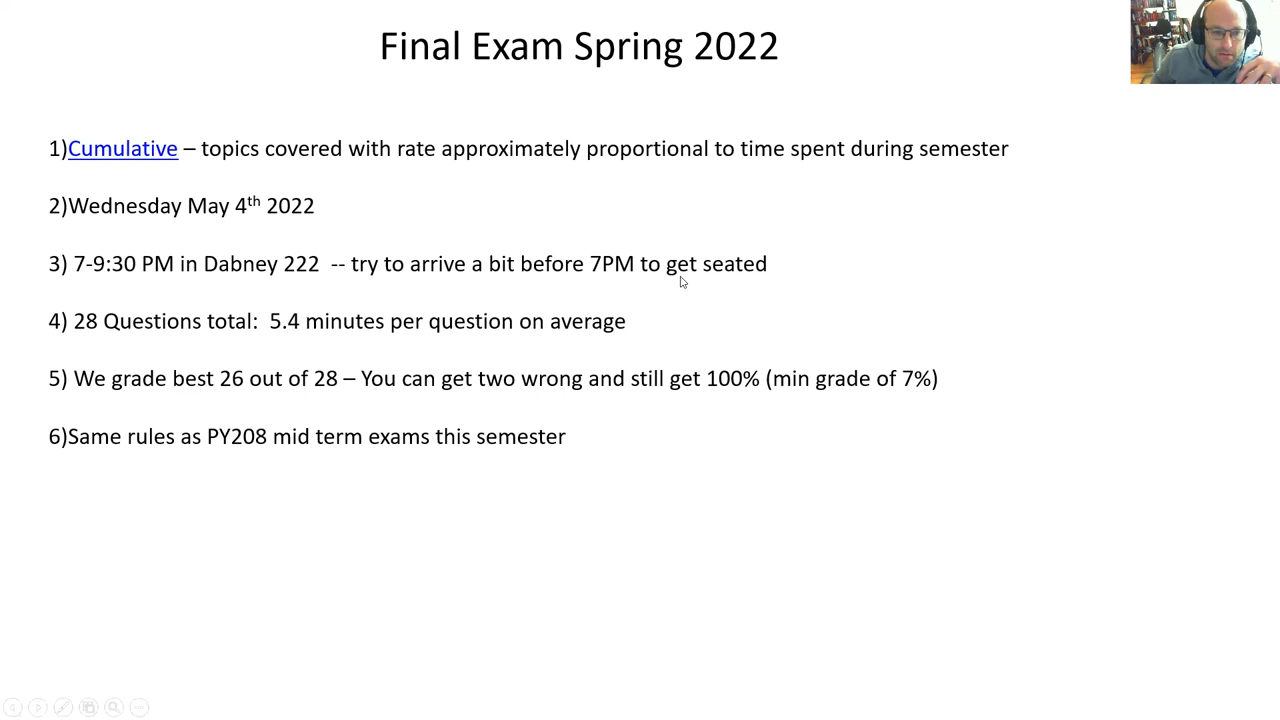 Final Exam Spring 2022
1)Cumulative – topics covered with rate approximately proportional to time spent during semester
2)Wednesday May 4th 2022
3) 7-9:30 PM in Dabney 222  -- try to arrive a bit before 7PM to get seated
4) 28 Questions total:  5.4 minutes per question on average
5) We grade best 26 out of 28 – You can get two wrong and still get 100% (min grade of 7%)
6)Same rules as PY208 mid term exams this semester